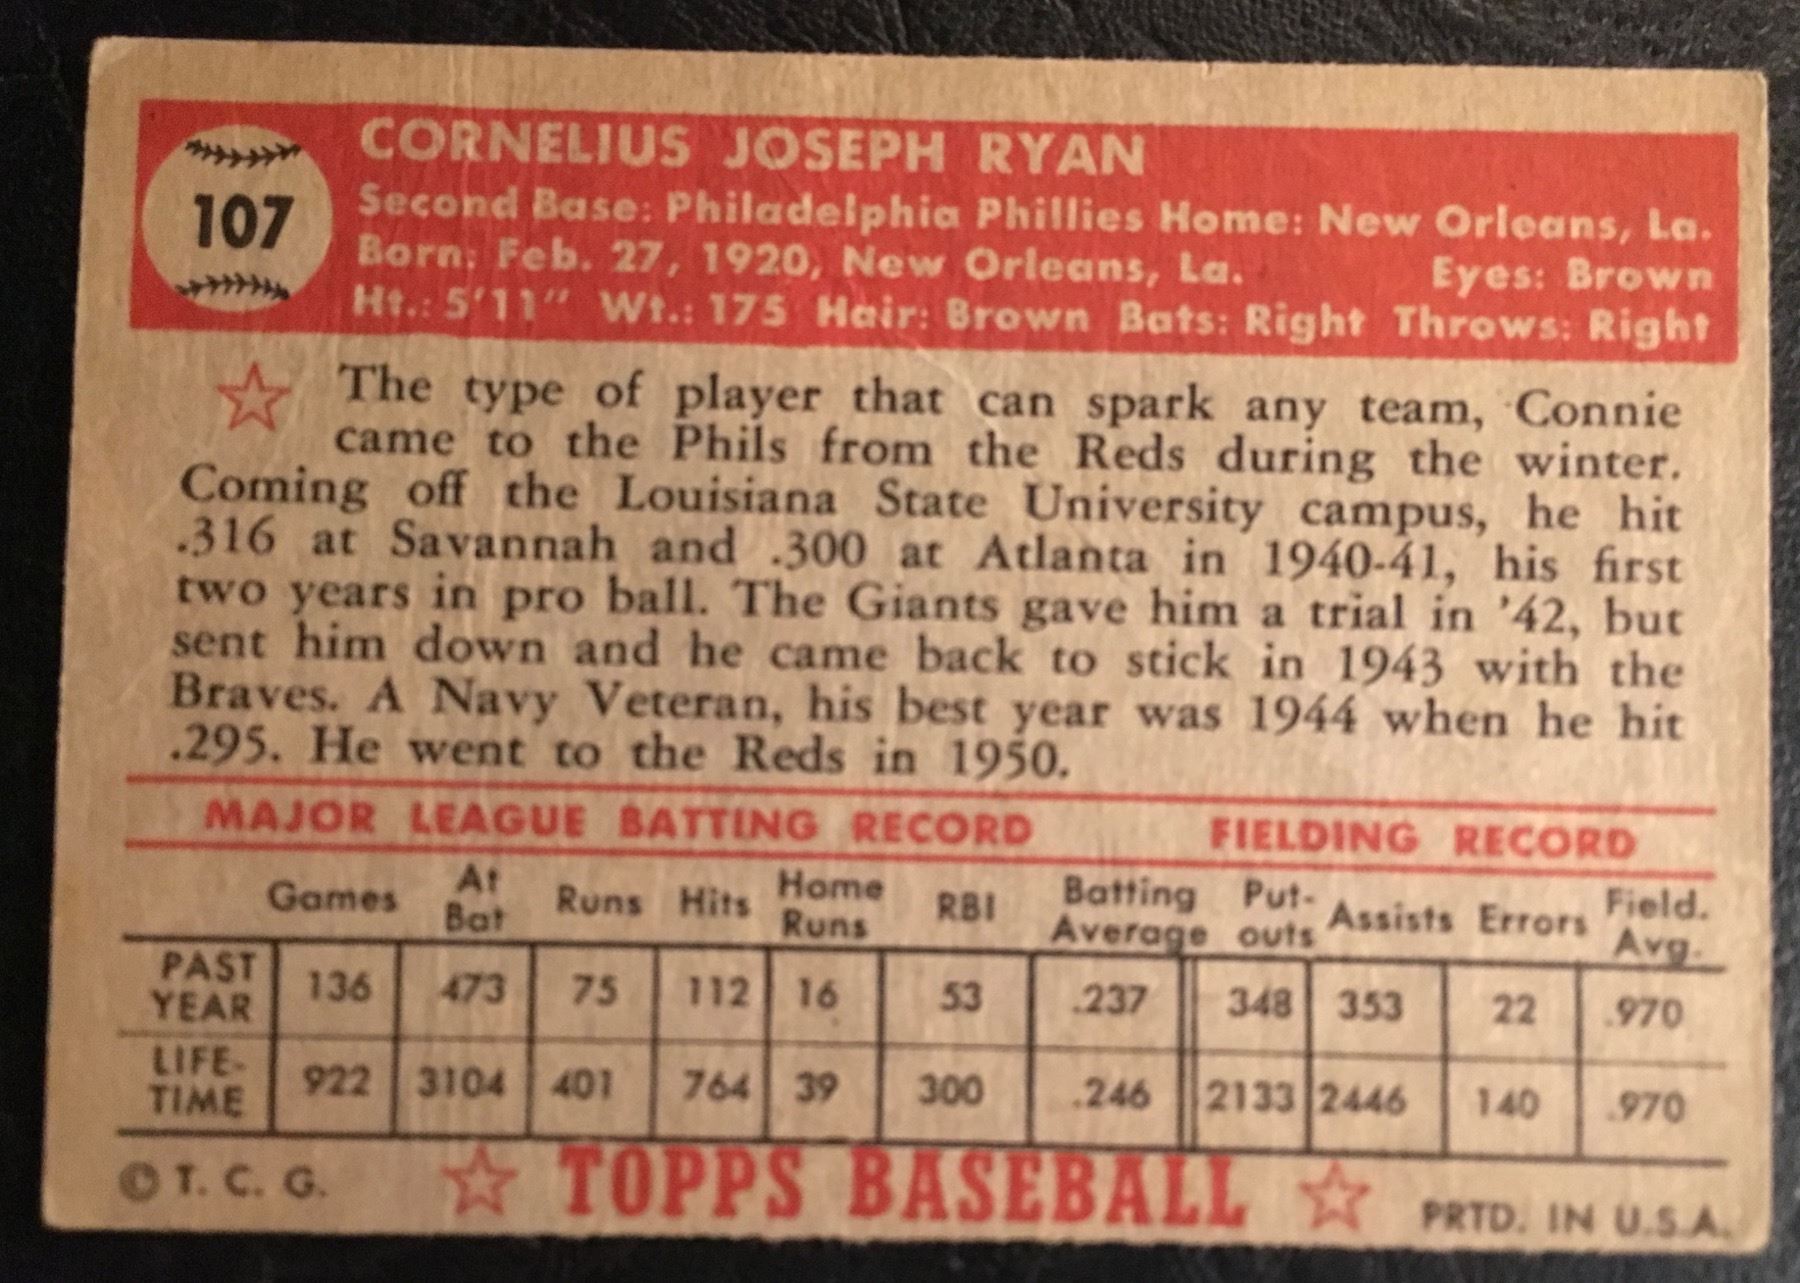 107
CORNELIUS JOSEPH RYAN
Second Base: Philadelphia Phillies Home: New Orleans, La.
Born: Feb. 27, 1920, New Orleans, La. Eyes: Brown
Ht.: 5'11" Wt.: 175 Hair: Brown Bats: Right Throws: Right
The type of player that can spark any team, Connie
came to the Phils from the Reds during the winter.
Coming off the Louisiana State University campus, he hit
.316 at Savannah and .300 at Atlanta in 1940-41, his first
two years in pro ball. The Giants gave him a trial in '42, but
sent him down and he came back to stick in 1943 with the
Braves. A Navy Veteran, his best year was 1944 when he hit
.295. He went to the Reds in 1950.
MAJOR LEAGUE BATTING RECORD FIELDING RECORD
Games At Bat Runs Hits Home Runs RBI Batting Average Put-outs Assists Errors Field. Avg.
PAST YEAR 136 473 75 112 16 53 .237 348 353 22 .970
LIFE-TIME 922 3104 401 764 39 300 .246 2133 2446 140 .970
© T. C. G. TOPPS BASEBALL PRTD. IN U.S.A.